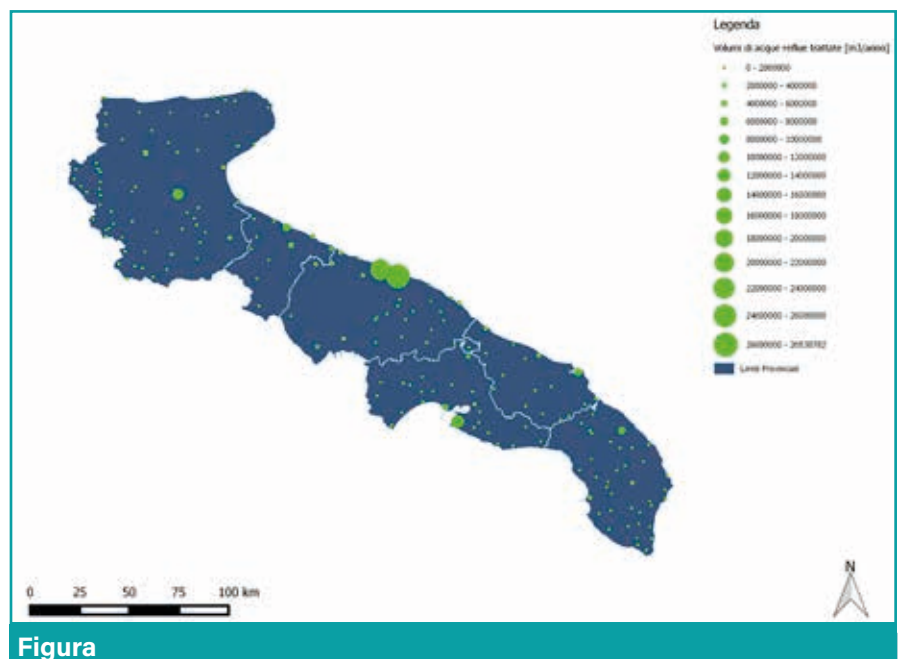 Legenda
Volumi di acque reflue trattate [m3/anno]
0 - 2000000
2000000 - 4000000
4000000 - 6000000
6000000 - 8000000
8000000 - 10000000
10000000 - 12000000
12000000 - 14000000
14000000 - 16000000
16000000 - 18000000
18000000 - 20000000
20000000 - 22000000
22000000 - 24000000
24000000 - 26000000
Limiti Provinciali
0 25 50 75 100 km
N
Figura